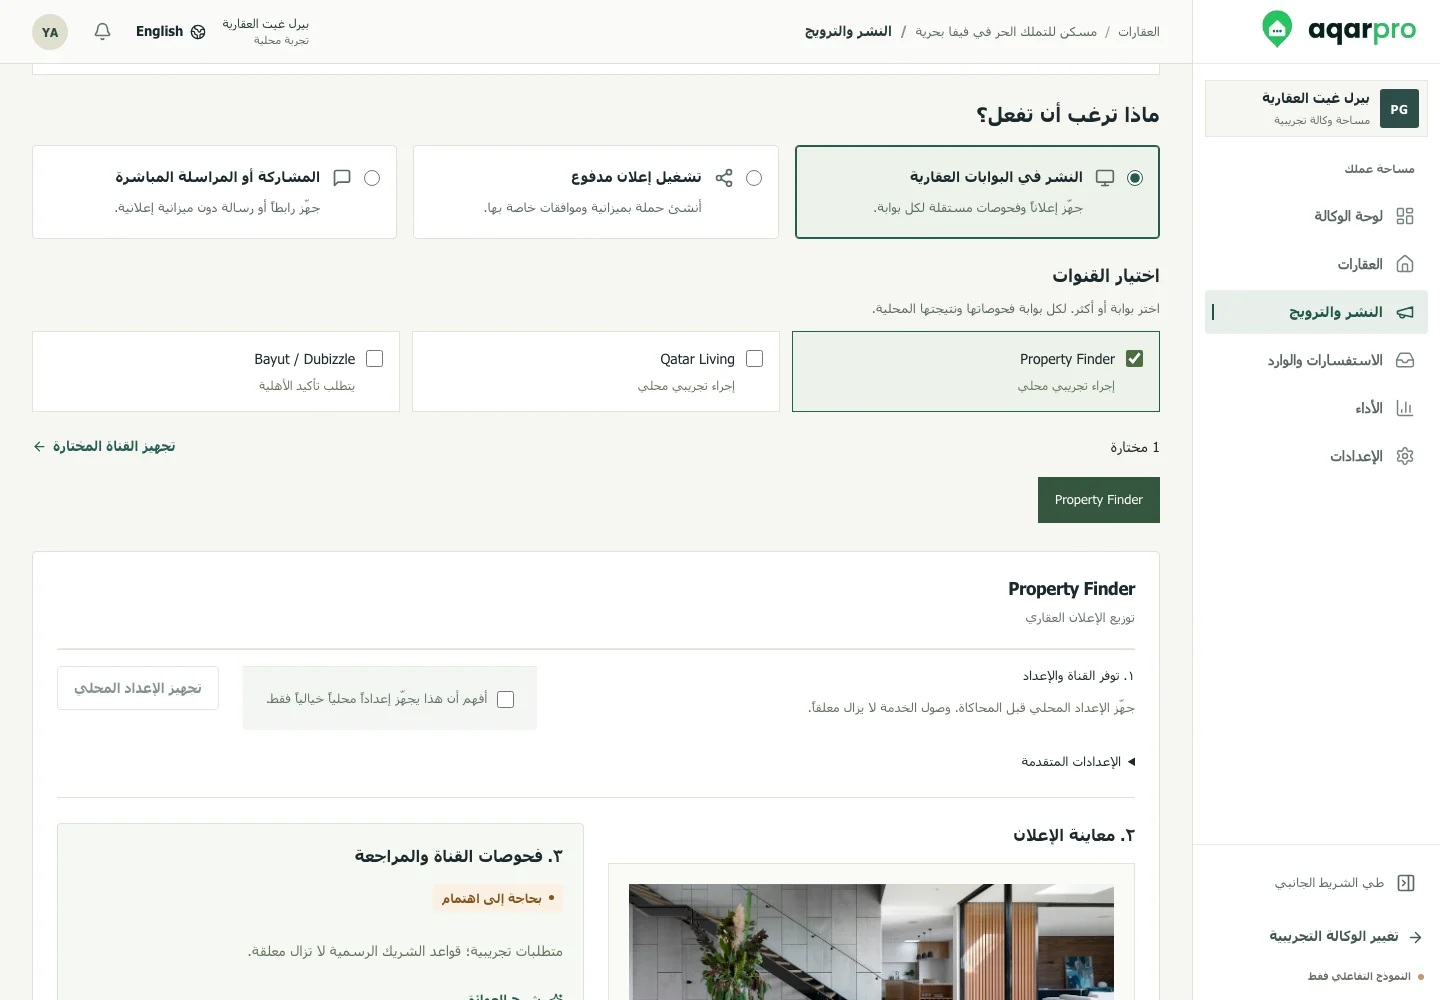 aqarpro
العقارات / مسكن للتملك الحر في فيفا بحرية / النشر والترويج
بيرل غيت العقارية
تجربة محلية
English
YA
PG
بيرل غيت العقارية
مساحة وكالة تجريبية
مساحة عملك
لوحة الوكالة
العقارات
النشر والترويج
الاستفسارات والوارد
الأداء
الإعدادات
طي الشريط الجانبي
تغيير الوكالة التجريبية
النموذج التفاعلي فقط
ماذا ترغب أن تفعل؟
النشر في البوابات العقارية
جهّز إعلاناً وفحوصات مستقلة لكل بوابة.
تشغيل إعلان مدفوع
أنشئ حملة بميزانية وموافقات خاصة بها.
المشاركة أو المراسلة المباشرة
جهّز رابطاً أو رسالة دون ميزانية إعلانية.
اختيار القنوات
اختر بوابة أو أكثر. لكل بوابة فحوصاتها ونتيجتها المحلية.
Property Finder
إجراء تجريبي محلي
Qatar Living
إجراء تجريبي محلي
Bayut / Dubizzle
يتطلب تأكيد الأهلية
1 مختارة
تجهيز القناة المختارة
Property Finder
Property Finder
توزيع الإعلان العقاري
١. توفر القناة والإعداد
جهّز الإعداد المحلي قبل المحاكاة. وصول الخدمة لا يزال معلقاً.
أفهم أن هذا يجهّز إعداداً محلياً خيالياً فقط.
تجهيز الإعداد المحلي
الإعدادات المتقدمة
٢. معاينة الإعلان
٣. فحوصات القناة والمراجعة
بحاجة إلى اهتمام
متطلبات تجريبية؛ قواعد الشريك الرسمية لا تزال معلقة.